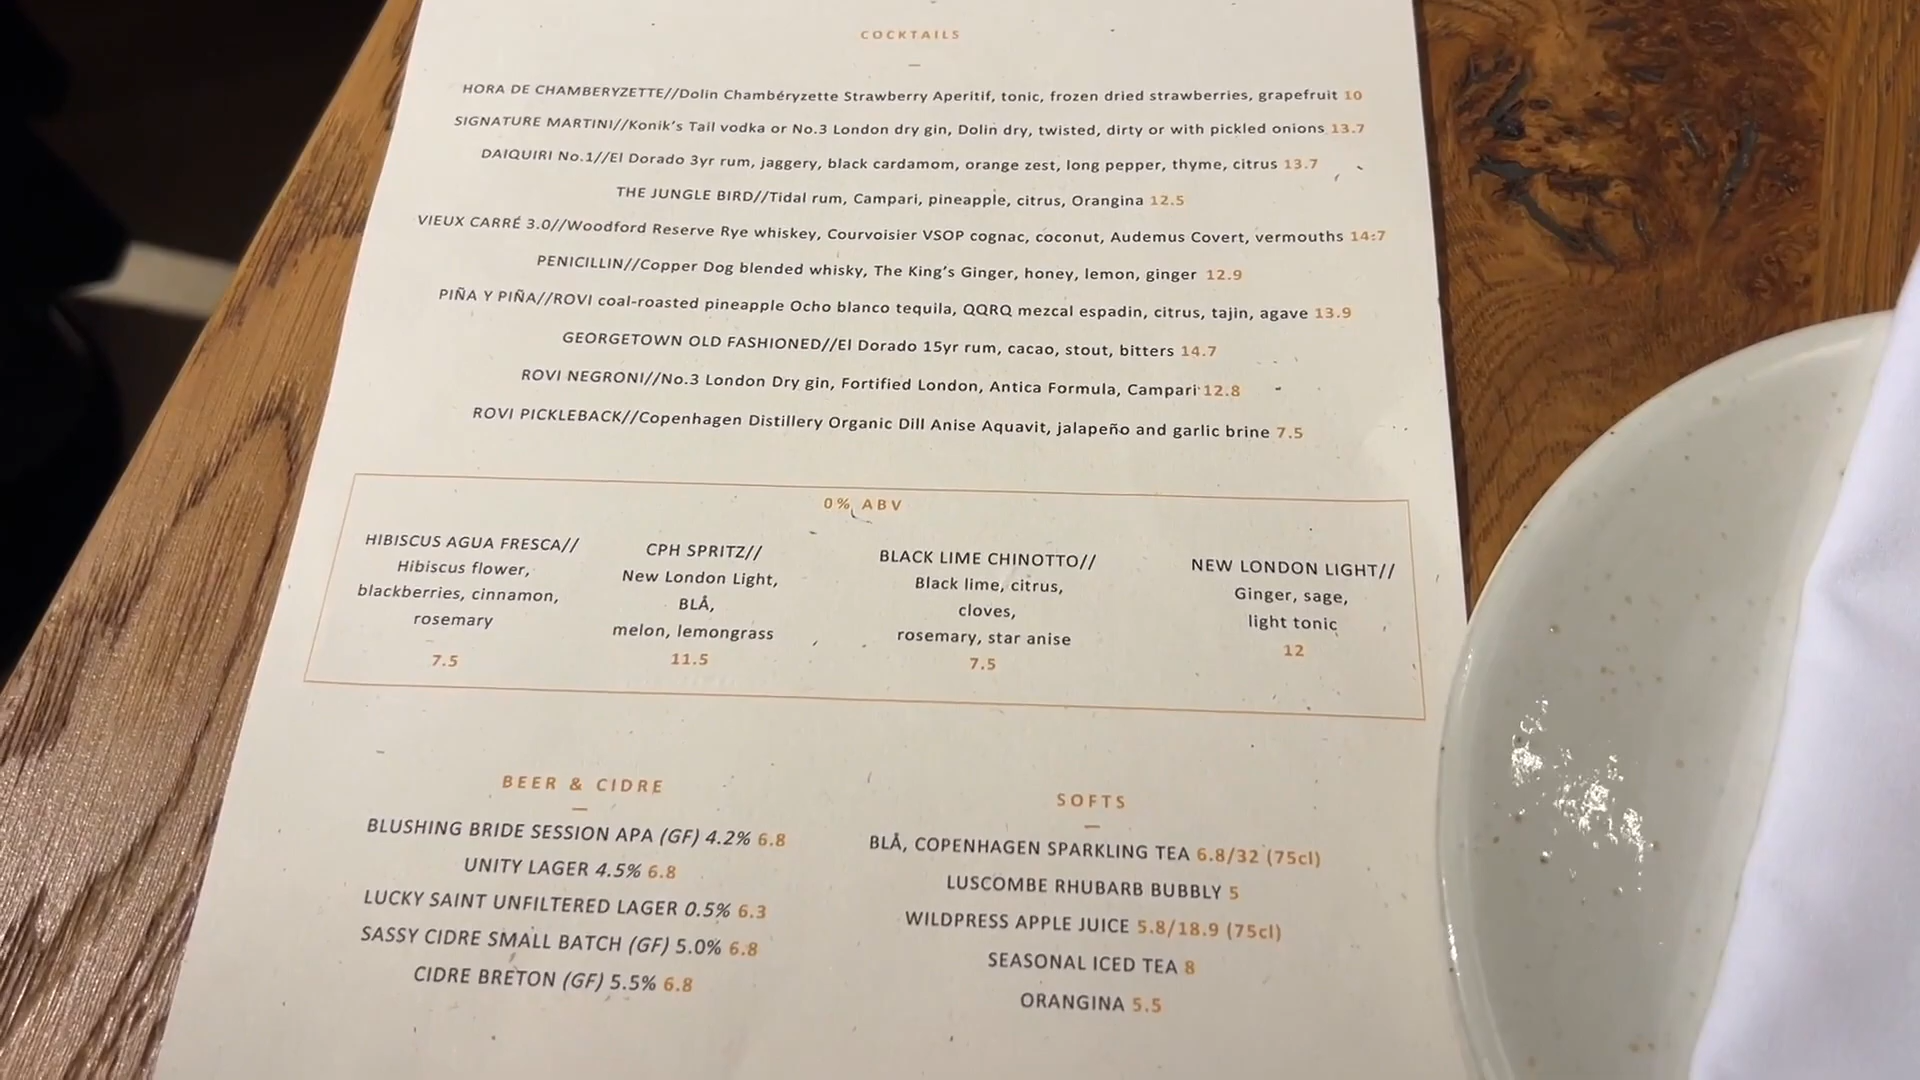 COCKTAILS
HORA DE CHAMBERYZETTE//Dolin Chambéryzette Strawberry Aperitif, tonic, frozen dried strawberries, grapefruit 10
SIGNATURE MARTINI//Konik's Tail vodka or No.3 London dry gin, Dolin dry, twisted, dirty or with pickled onions 13.7
DAIQUIRI No.1//El Dorado 3yr rum, jaggery, black cardamom, orange zest, long pepper, thyme, citrus 13.7
THE JUNGLE BIRD//Tidal rum, Campari, pineapple, citrus, Orangina 12.5
VIEUX CARRÉ 3.0//Woodford Reserve Rye whiskey, Courvoisier VSOP cognac, coconut, Audemus Covert, vermouths 14.7
PENICILLIN//Copper Dog blended whisky, The King's Ginger, honey, lemon, ginger 12.9
PIÑA Y PIÑA//ROVI coal-roasted pineapple Ocho blanco tequila, QQRQ mezcal espadin, citrus, tajin, agave 13.9
GEORGETOWN OLD FASHIONED//El Dorado 15yr rum, cacao, stout, bitters 14.7
ROVI NEGRONI//No.3 London Dry gin, Fortified London, Antica Formula, Campari 12.8
ROVI PICKLEBACK//Copenhagen Distillery Organic Dill Anise Aquavit, jalapeño and garlic brine 7.5
0% ABV
HIBISCUS AGUA FRESCA//
Hibiscus flower,
blackberries, cinnamon,
rosemary
7.5
CPH SPRITZ//
New London Light,
BLÅ,
melon, lemongrass
11.5
BLACK LIME CHINOTTO//
Black lime, citrus,
cloves,
rosemary, star anise
7.5
NEW LONDON LIGHT//
Ginger, sage,
light tonic
12
BEER & CIDRE
BLUSHING BRIDE SESSION APA (GF) 4.2% 6.8
UNITY LAGER 4.5% 6.8
LUCKY SAINT UNFILTERED LAGER 0.5% 6.3
SASSY CIDRE SMALL BATCH (GF) 5.0% 6.8
CIDRE BRETON (GF) 5.5% 6.8
SOFTS
BLÅ, COPENHAGEN SPARKLING TEA 6.8/32 (75cl)
LUSCOMBE RHUBARB BUBBLY 5
WILDPRESS APPLE JUICE 5.8/18.9 (75cl)
SEASONAL ICED TEA 8
ORANGINA 5.5